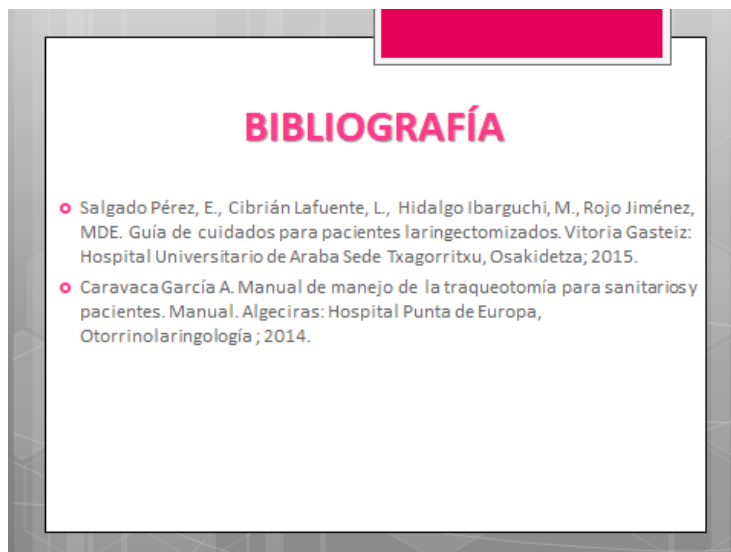 BIBLIOGRAFÍA
Salgado Pérez, E., Cibrián Lafuente, L., Hidalgo Ibarguchi, M., Rojo Jiménez,
MDE. Guía de cuidados para pacientes laringectomizados. Vitoria Gasteiz:
Hospital Universitario de Araba Sede Txagorritxu, Osakidetza; 2015.
Caravaca García A. Manual de manejo de la traqueotomía para sanitarios y
pacientes. Manual. Algeciras: Hospital Punta de Europa,
Otorrinolaringología ; 2014.